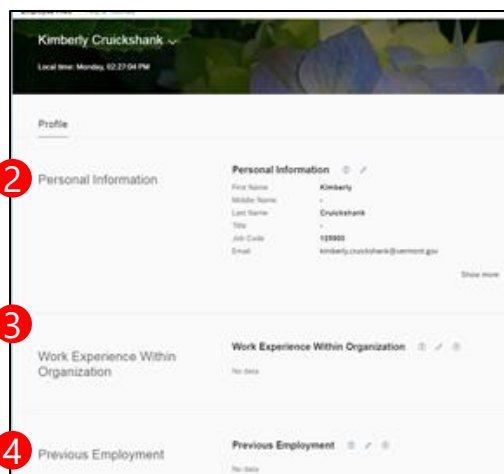 Kimberly Cruickshank
Local time: Monday, 02:27:04 PM
Profile
2
Personal Information
Personal Information
First Name Kimberly
Middle Name -
Last Name Cruickshank
Title -
Job Code
Email kimberly.cruickshank@vermont.gov
Show more
3
Work Experience Within
Organization
Work Experience Within Organization
No data
4
Previous Employment
Previous Employment
No data